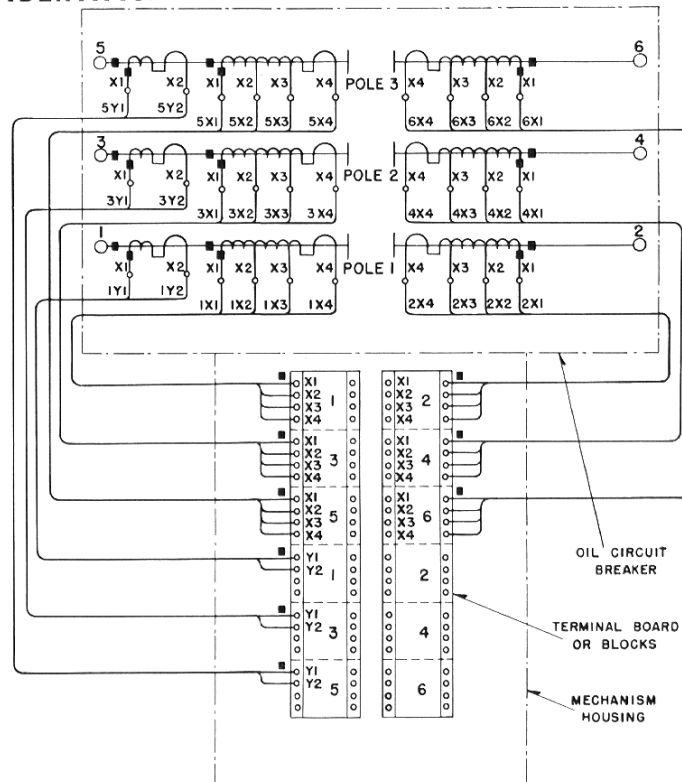 5 6
X1 X2 X1 X2 X3 X4 POLE 3 X4 X3 X2 X1
5Y1 5Y2 5X1 5X2 5X3 5X4 6X4 6X3 6X2 6X1
3 4
X1 X2 X1 X2 X3 X4 POLE 2 X4 X3 X2 X1
3Y1 3Y2 3X1 3X2 3X3 3X4 4X4 4X3 4X2 4X1
1 2
X1 X2 X1 X2 X3 X4 POLE 1 X4 X3 X2 X1
1Y1 1Y2 1X1 1X2 1X3 1X4 2X4 2X3 2X2 2X1
X1 X1
X2 X2
1 2
X3 X3
X4 X4
X1 X1
X2 X2
3 4
X3 X3
X4 X4
X1 X1
X2 X2
5 6
X3 X3
X4 X4
Y1
Y2 1 2
Y1
Y2 3 4
Y1
Y2 5 6
OIL CIRCUIT
BREAKER
TERMINAL BOARD
OR BLOCKS
MECHANISM
HOUSING